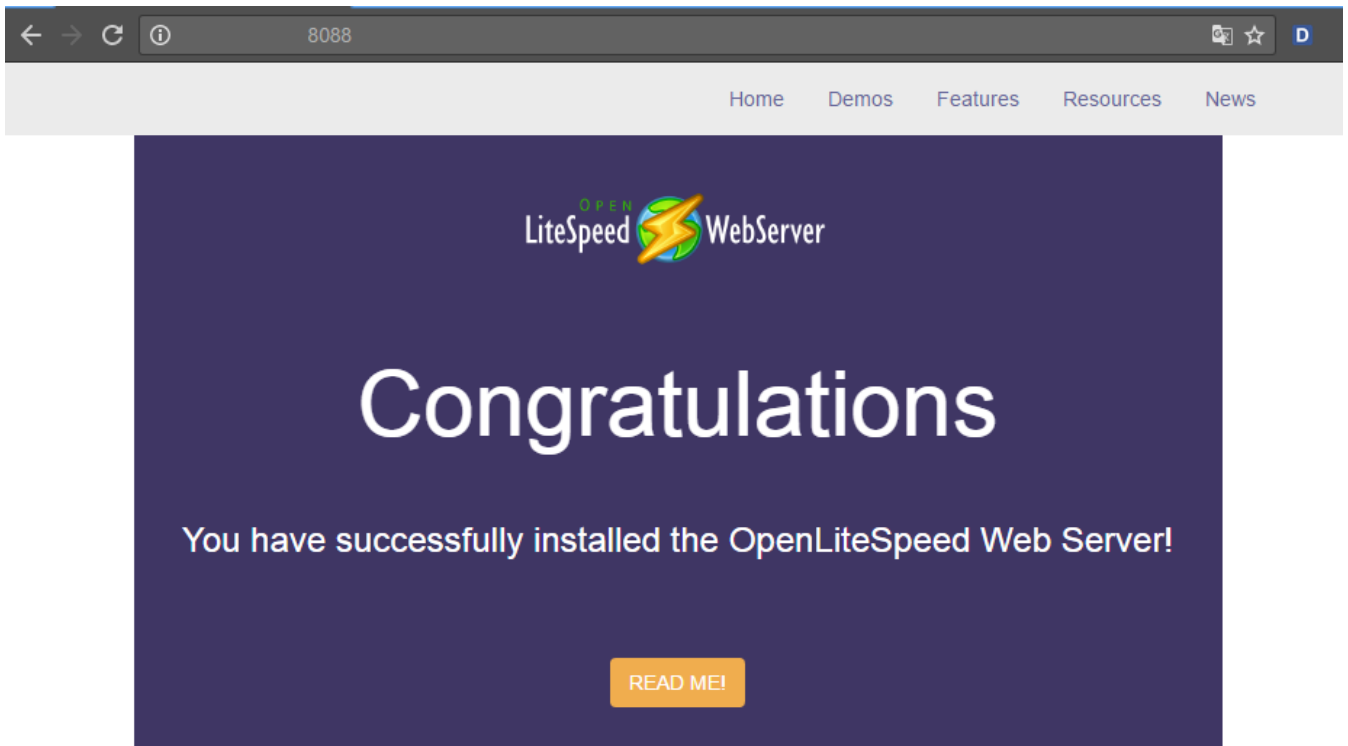 8088
D
Home Demos Features Resources News
OPEN
LiteSpeed WebServer
Congratulations
You have successfully installed the OpenLiteSpeed Web Server!
READ ME!